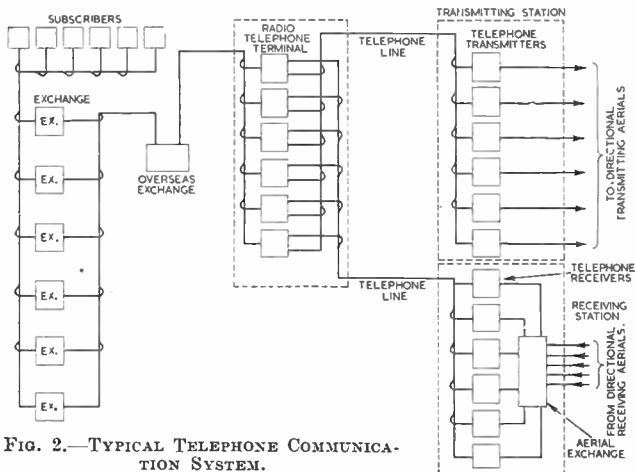 SUBSCRIBERS
EXCHANGE
EX.
EX.
EX.
EX.
EX.
EX.
OVERSEAS
EXCHANGE
RADIO
TELEPHONE
TERMINAL
TELEPHONE
LINE
TRANSMITTING STATION
TELEPHONE
TRANSMITTERS
TO DIRECTIONAL
TRANSMITTING AERIALS
TELEPHONE
LINE
TELEPHONE
RECEIVERS
RECEIVING
STATION
FROM DIRECTIONAL
RECEIVING AERIALS.
AERIAL
EXCHANGE
FIG. 2.—TYPICAL TELEPHONE COMMUNICA-
TION SYSTEM.